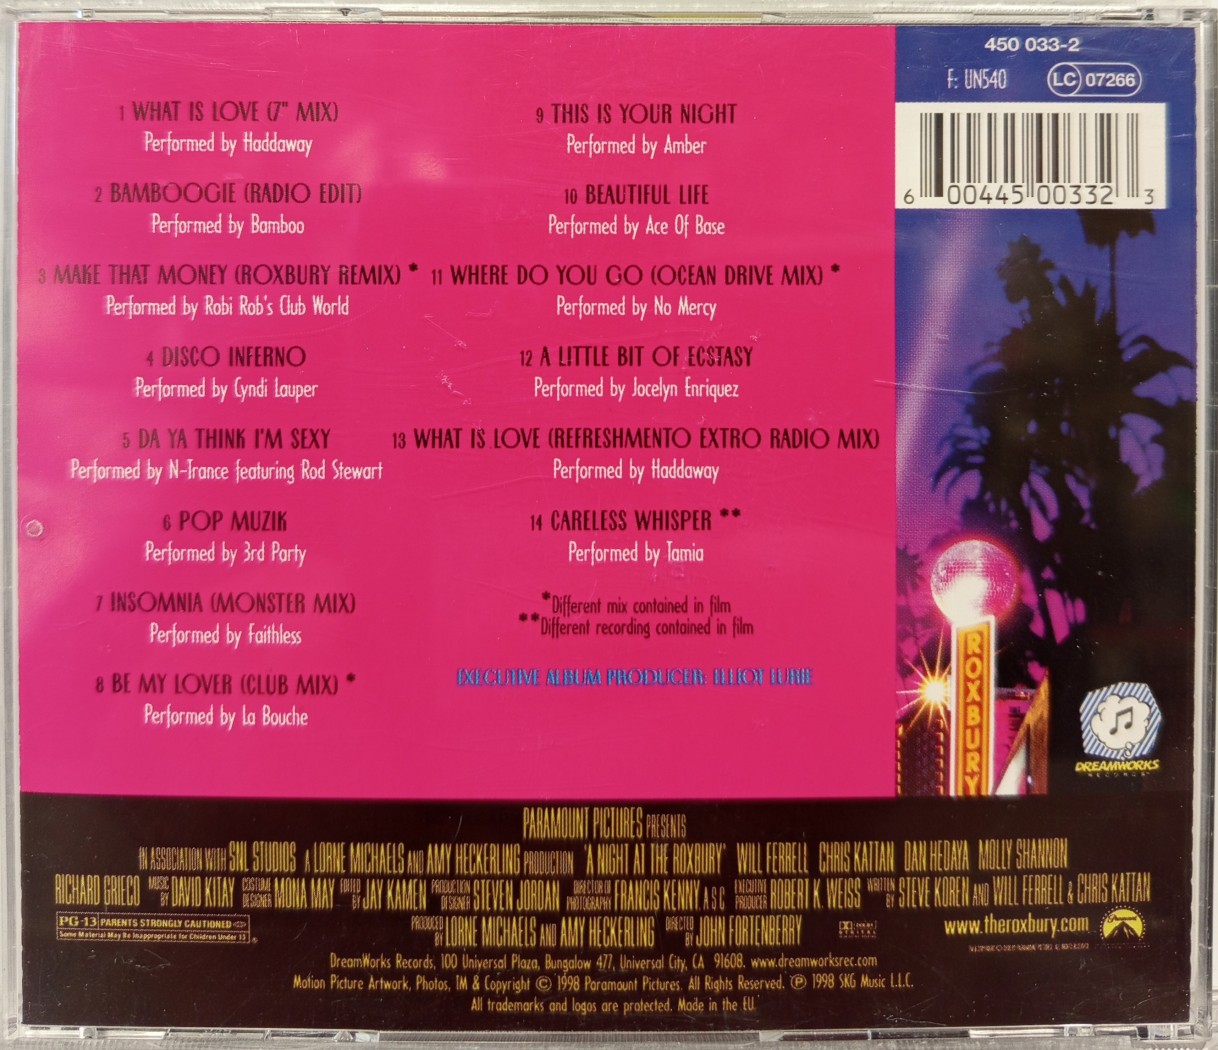 1 WHAT IS LOVE (7" MIX)
Performed by Haddaway
2 BAMBOOGIE (RADIO EDIT)
Performed by Bamboo
3 MAKE THAT MONEY (ROXBURY REMIX) *
Performed by Robi Rob's Club World
4 DISCO INFERNO
Performed by Cyndi Lauper
5 DA YA THINK I'M SEXY
Performed by N-Trance featuring Rod Stewart
6 POP MUZIK
Performed by 3rd Party
7 INSOMNIA (MONSTER MIX)
Performed by Faithless
8 BE MY LOVER (CLUB MIX) *
Performed by La Bouche
9 THIS IS YOUR NIGHT
Performed by Amber
10 BEAUTIFUL LIFE
Performed by Ace Of Base
11 WHERE DO YOU GO (OCEAN DRIVE MIX) *
Performed by No Mercy
12 A LITTLE BIT OF ECSTASY
Performed by Jocelyn Enriquez
13 WHAT IS LOVE (REFRESHMENTO EXTRO RADIO MIX)
Performed by Haddaway
14 CARELESS WHISPER **
Performed by Tamia
*Different mix contained in film
**Different recording contained in film
EXECUTIVE ALBUM PRODUCER:
450 033-2
F: UN540
LC 07266
6 00445 00332 3
ROXBURY
DREAMWORKS
RECORDS
PARAMOUNT PICTURES PRESENTS
IN ASSOCIATION WITH SNL STUDIOS A LORNE MICHAELS AND AMY HECKERLING PRODUCTION 'A NIGHT AT THE ROXBURY' WILL FERRELL CHRIS KATTAN DAN HEDAYA MOLLY SHANNON
RICHARD GRIECO MUSIC BY DAVID KITAY COSTUME DESIGNER MONA MAY EDITED BY JAY KAMEN PRODUCTION DESIGNER STEVEN JORDAN DIRECTOR OF PHOTOGRAPHY FRANCIS KENNY, A.S.C. EXECUTIVE PRODUCER ROBERT K. WEISS WRITTEN BY STEVE KOREN AND WILL FERRELL & CHRIS KATTAN
PRODUCED BY LORNE MICHAELS AND AMY HECKERLING DIRECTED BY JOHN FORTENBERRY
PG-13 PARENTS STRONGLY CAUTIONED
Some Material May Be Inappropriate for Children Under 13
www.theroxbury.com
DreamWorks Records, 100 Universal Plaza, Bungalow 477, Universal City, CA 91608. www.dreamworksrec.com
Motion Picture Artwork, Photos, TM & Copyright © 1998 Paramount Pictures. All Rights Reserved. ℗ 1998 SKG Music L.L.C.
All trademarks and logos are protected. Made in the EU.